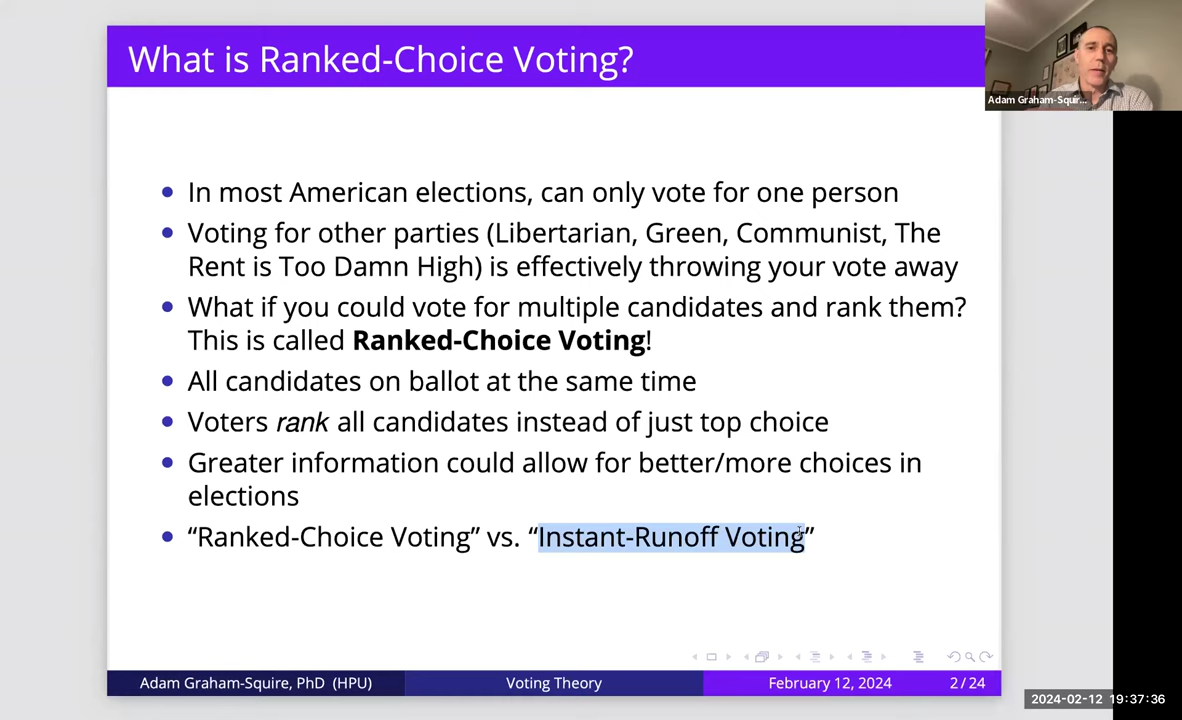 What is Ranked-Choice Voting?
Adam Graham-Squir...
In most American elections, can only vote for one person
Voting for other parties (Libertarian, Green, Communist, The
Rent is Too Damn High) is effectively throwing your vote away
What if you could vote for multiple candidates and rank them?
This is called Ranked-Choice Voting!
All candidates on ballot at the same time
Voters rank all candidates instead of just top choice
Greater information could allow for better/more choices in
elections
“Ranked-Choice Voting” vs. “Instant-Runoff Voting”
Adam Graham-Squire, PhD (HPU)
Voting Theory
February 12, 2024
2 / 24
2024-02-12 19:37:36